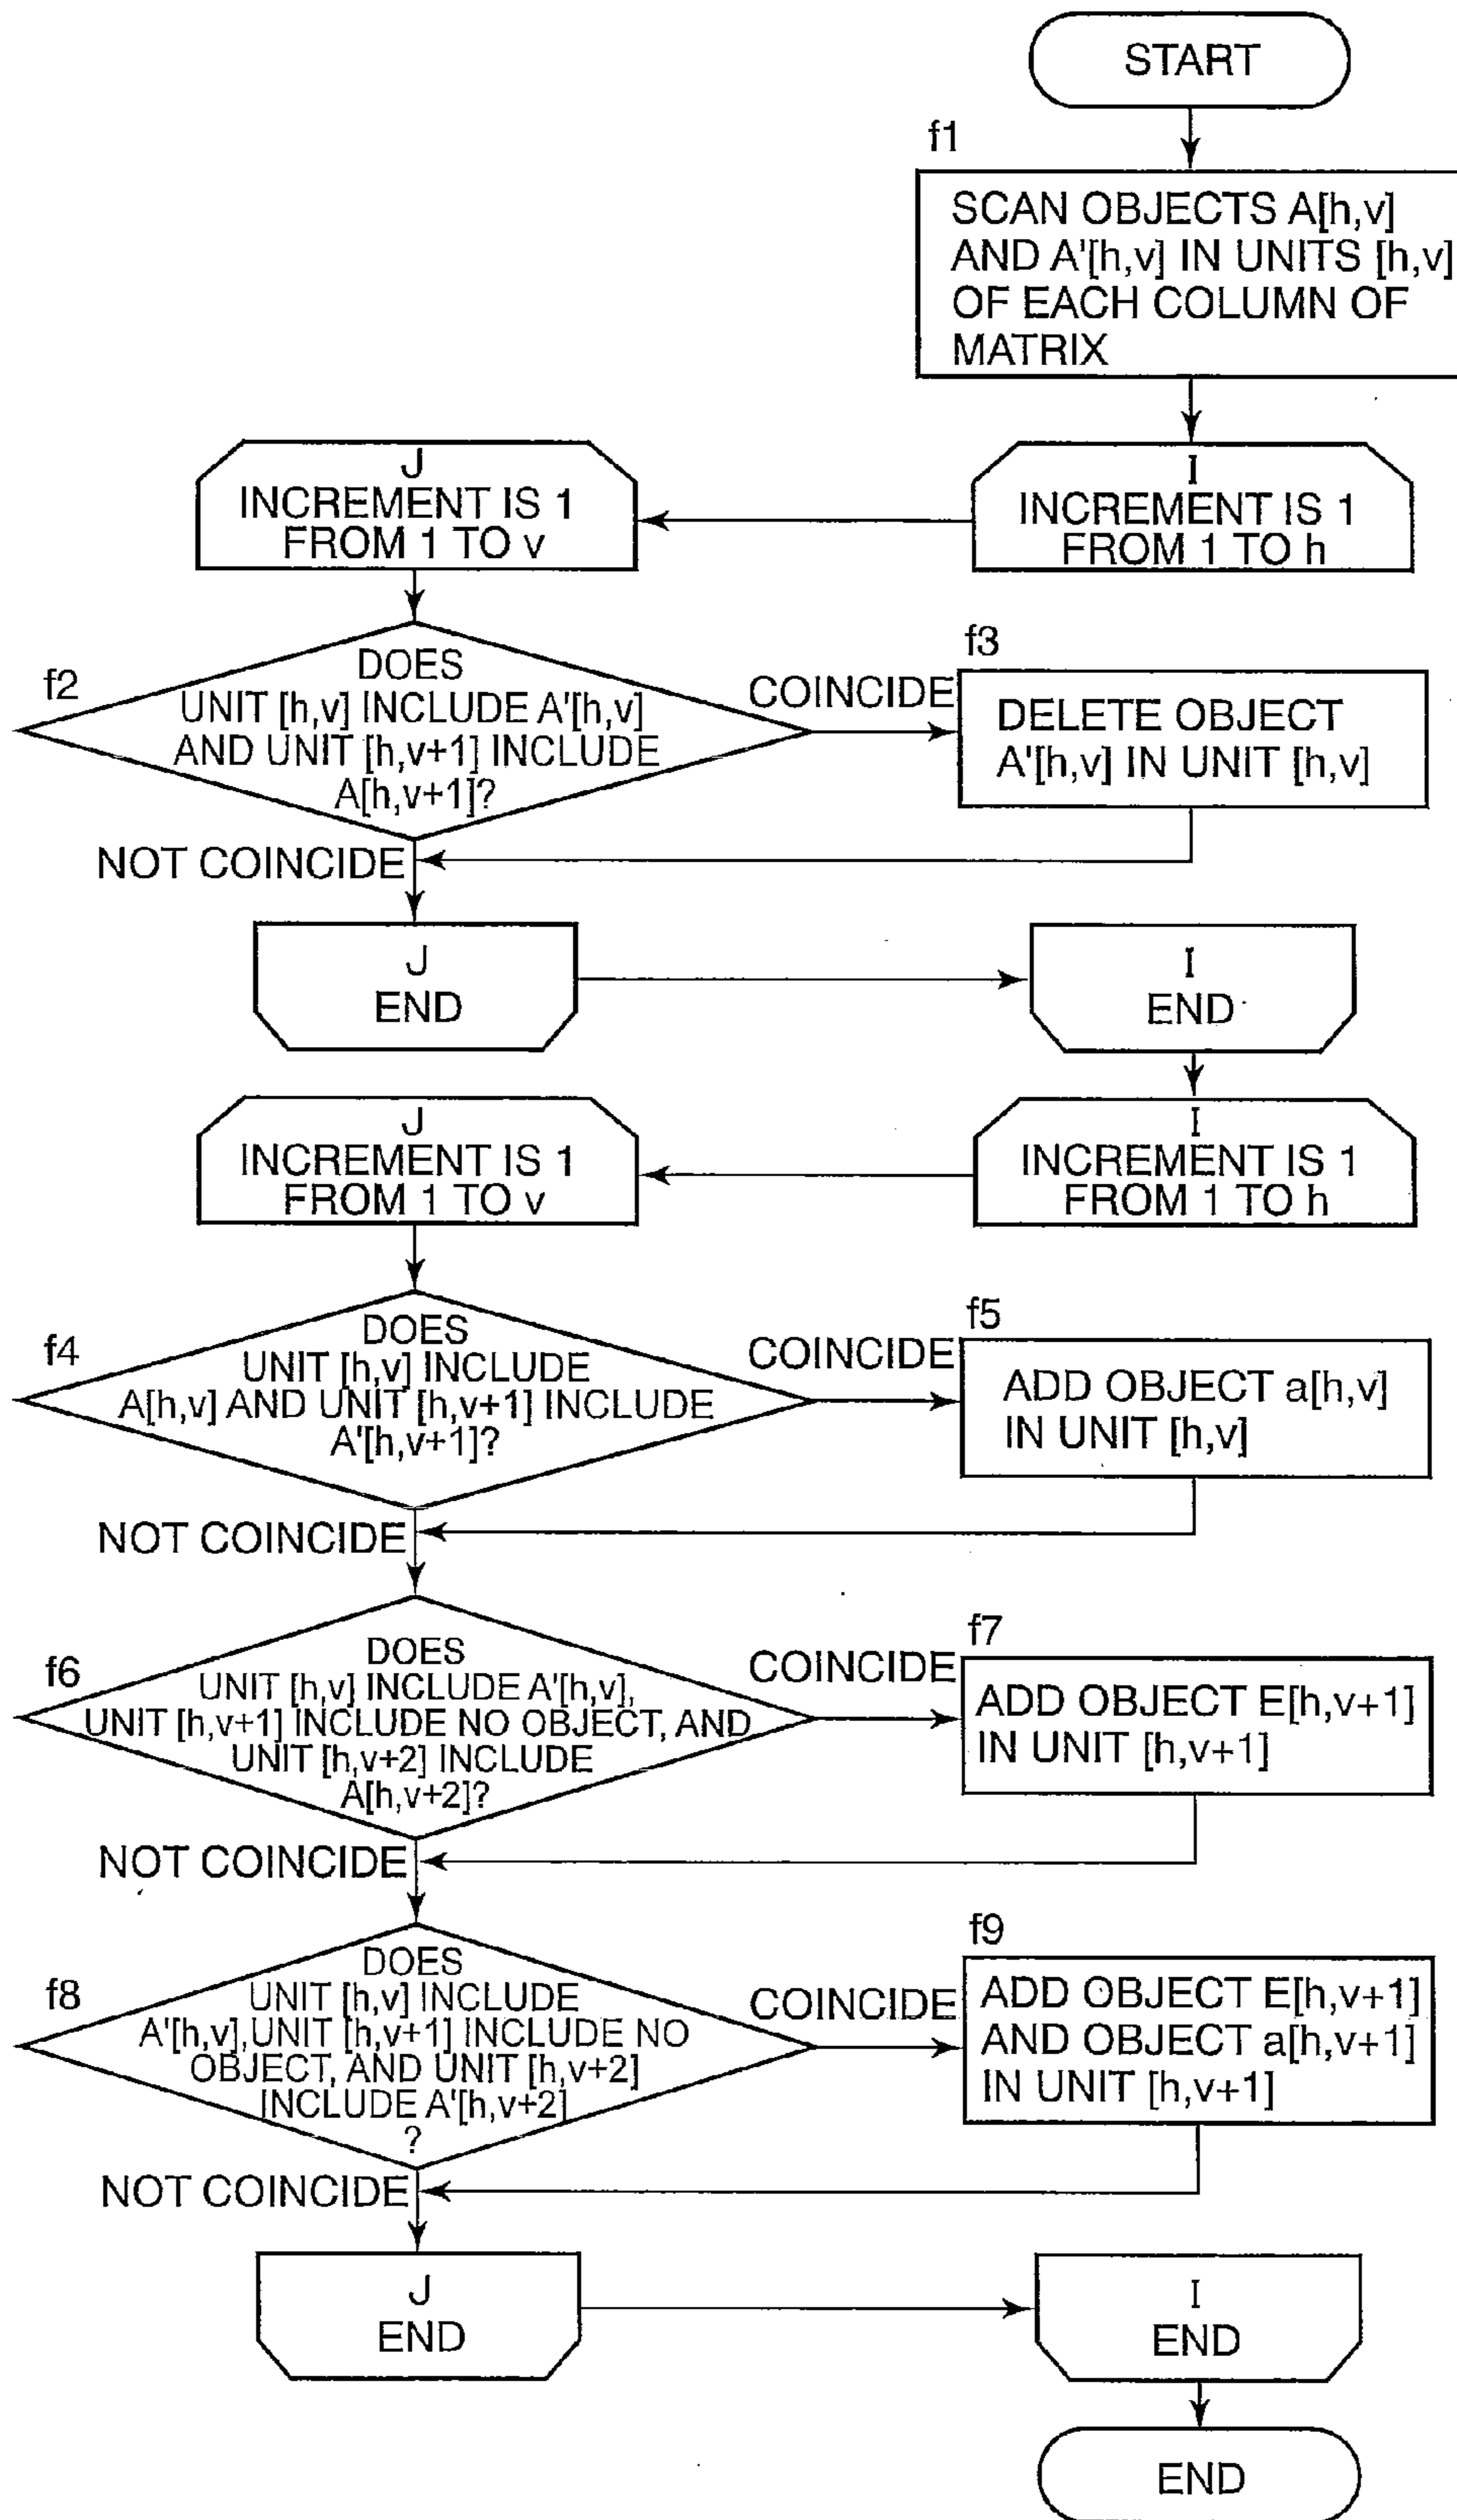 START
f1
SCAN OBJECTS A[h,v]
AND A'[h,v] IN UNITS [h,v]
OF EACH COLUMN OF
MATRIX
I
INCREMENT IS 1
FROM 1 TO h
J
INCREMENT IS 1
FROM 1 TO v
f2
DOES
UNIT [h,v] INCLUDE A'[h,v]
AND UNIT [h,v+1] INCLUDE
A[h,v+1]?
COINCIDE
f3
DELETE OBJECT
A'[h,v] IN UNIT [h,v]
NOT COINCIDE
J
END
I
END
I
INCREMENT IS 1
FROM 1 TO h
J
INCREMENT IS 1
FROM 1 TO v
f4
DOES
UNIT [h,v] INCLUDE
A[h,v] AND UNIT [h,v+1] INCLUDE
A'[h,v+1]?
COINCIDE
f5
ADD OBJECT a[h,v]
IN UNIT [h,v]
NOT COINCIDE
f6
DOES
UNIT [h,v] INCLUDE A'[h,v],
UNIT [h,v+1] INCLUDE NO OBJECT, AND
UNIT [h,v+2] INCLUDE
A[h,v+2]?
COINCIDE
f7
ADD OBJECT E[h,v+1]
IN UNIT [h,v+1]
NOT COINCIDE
f8
DOES
UNIT [h,v] INCLUDE
A'[h,v],UNIT [h,v+1] INCLUDE NO
OBJECT, AND UNIT [h,v+2]
INCLUDE A'[h,v+2]
?
COINCIDE
f9
ADD OBJECT E[h,v+1]
AND OBJECT a[h,v+1]
IN UNIT [h,v+1]
NOT COINCIDE
J
END
I
END
END